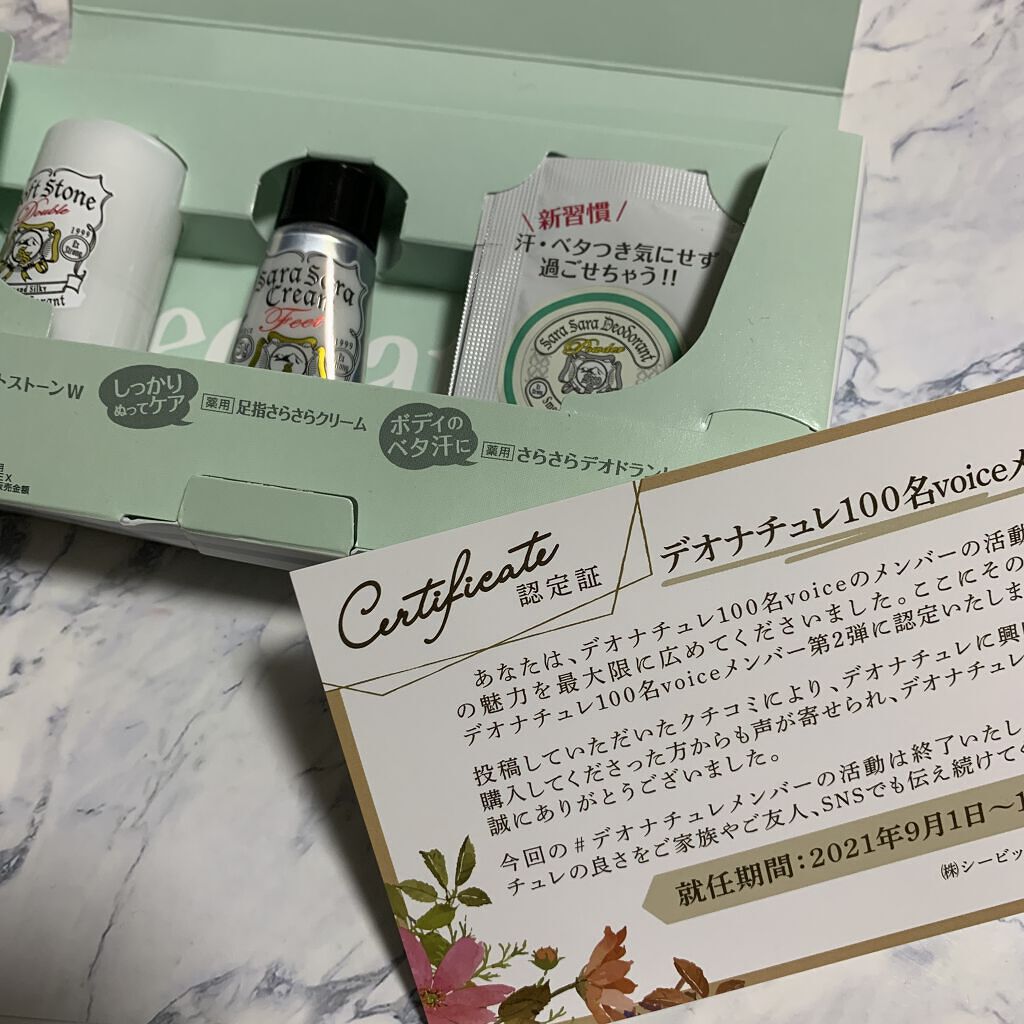 ft Stone
Double
1999
Sara Sara
Cream
Feet
1999
\新習慣/
汗・ベタつき気にせず
過ごせちゃう!!
Sara Sara Deodorant
Powder
トストーンW
しっかり
ぬってケア
薬用 足指さらさらクリーム
ボディの
ベタ汗に
薬用 さらさらデオドラント
EX
売金額
Certificate
認定証
デオナチュレ100名voiceメ
あなたは、デオナチュレ100名voiceのメンバーの活動
の魅力を最大限に広めてくださいました。ここにその
デオナチュレ100名voiceメンバー第2弾に認定いたしま
投稿していただいたクチコミにより、デオナチュレに興
購入してくださった方からも声が寄せられ、デオナチュレ
誠にありがとうございました。
今回の#デオナチュレメンバーの活動は終了いたし
チュレの良さをご家族やご友人、SNSでも伝え続けて
就任期間:2021年9月1日〜1
㈱シービッ